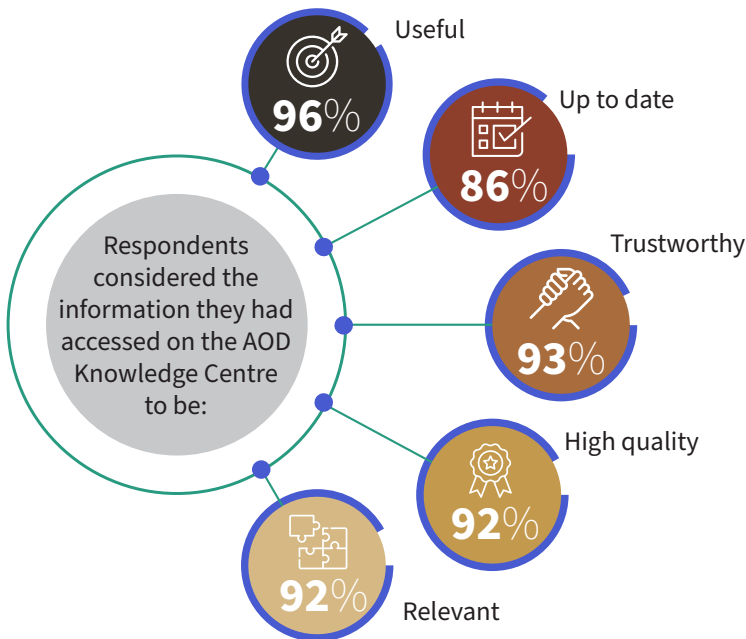 Useful
96%
Up to date
86%
Respondents
considered the
information they had
accessed on the AOD
Knowledge Centre
to be:
Trustworthy
93%
High quality
92%
92%
Relevant